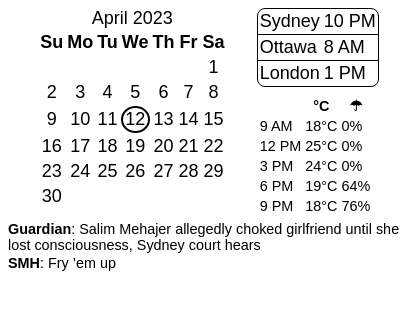 April 2023
Su Mo Tu We Th Fr Sa
1
2 3 4 5 6 7 8
9 10 11 12 13 14 15
16 17 18 19 20 21 22
23 24 25 26 27 28 29
30
Sydney 10 PM
Ottawa 8 AM
London 1 PM
°C ☂
9 AM 18°C 0%
12 PM 25°C 0%
3 PM 24°C 0%
6 PM 19°C 64%
9 PM 18°C 76%
Guardian: Salim Mehajer allegedly choked girlfriend until she
lost consciousness, Sydney court hears
SMH: Fry ’em up